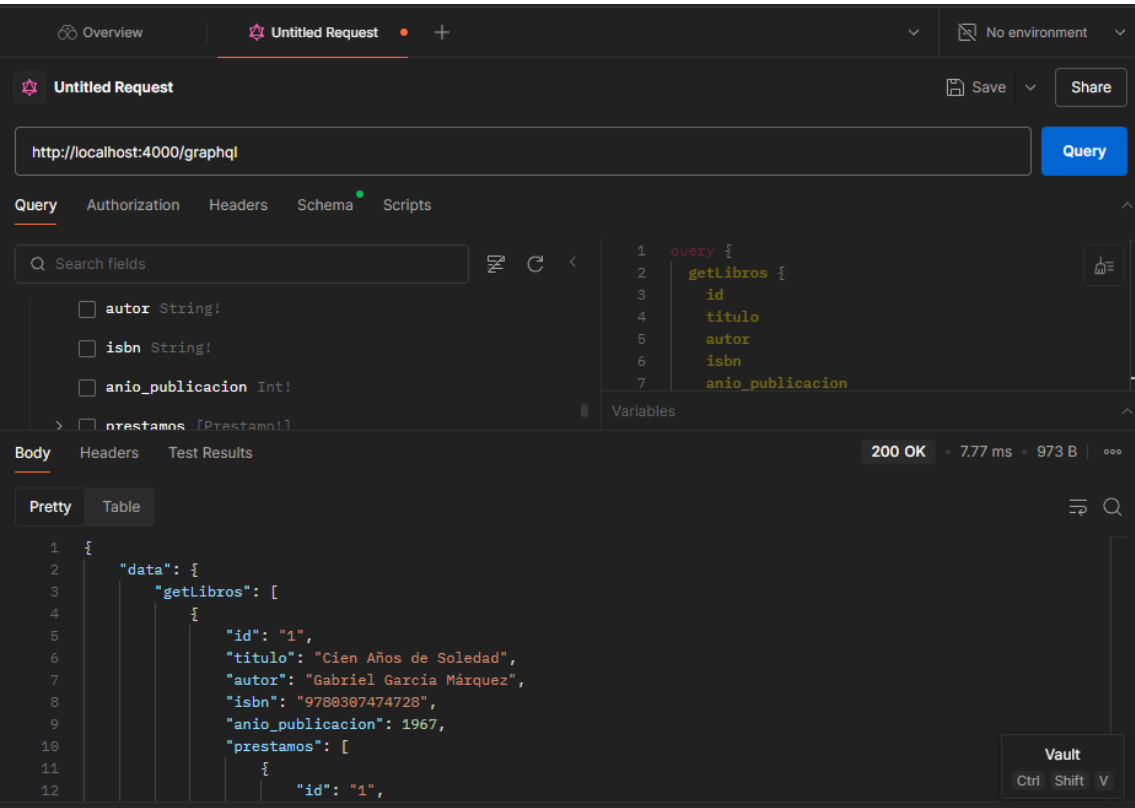 Overview
Untitled Request
No environment
Untitled Request
Save
Share
http://localhost:4000/graphql
Query
Query Authorization Headers Schema Scripts
Search fields
autor String!
isbn String!
anio_publicacion Int!
prestamos [Prestamo!]
1 query {
2 getLibros {
3 id
4 titulo
5 autor
6 isbn
7 anio_publicacion
Variables
Body Headers Test Results
200 OK • 7.77 ms • 973 B
Pretty Table
1 {
2 "data": {
3 "getLibros": [
4 {
5 "id": "1",
6 "titulo": "Cien Años de Soledad",
7 "autor": "Gabriel García Márquez",
8 "isbn": "9780307474728",
9 "anio_publicacion": 1967,
10 "prestamos": [
11 {
12 "id": "1",
Vault
Ctrl Shift V